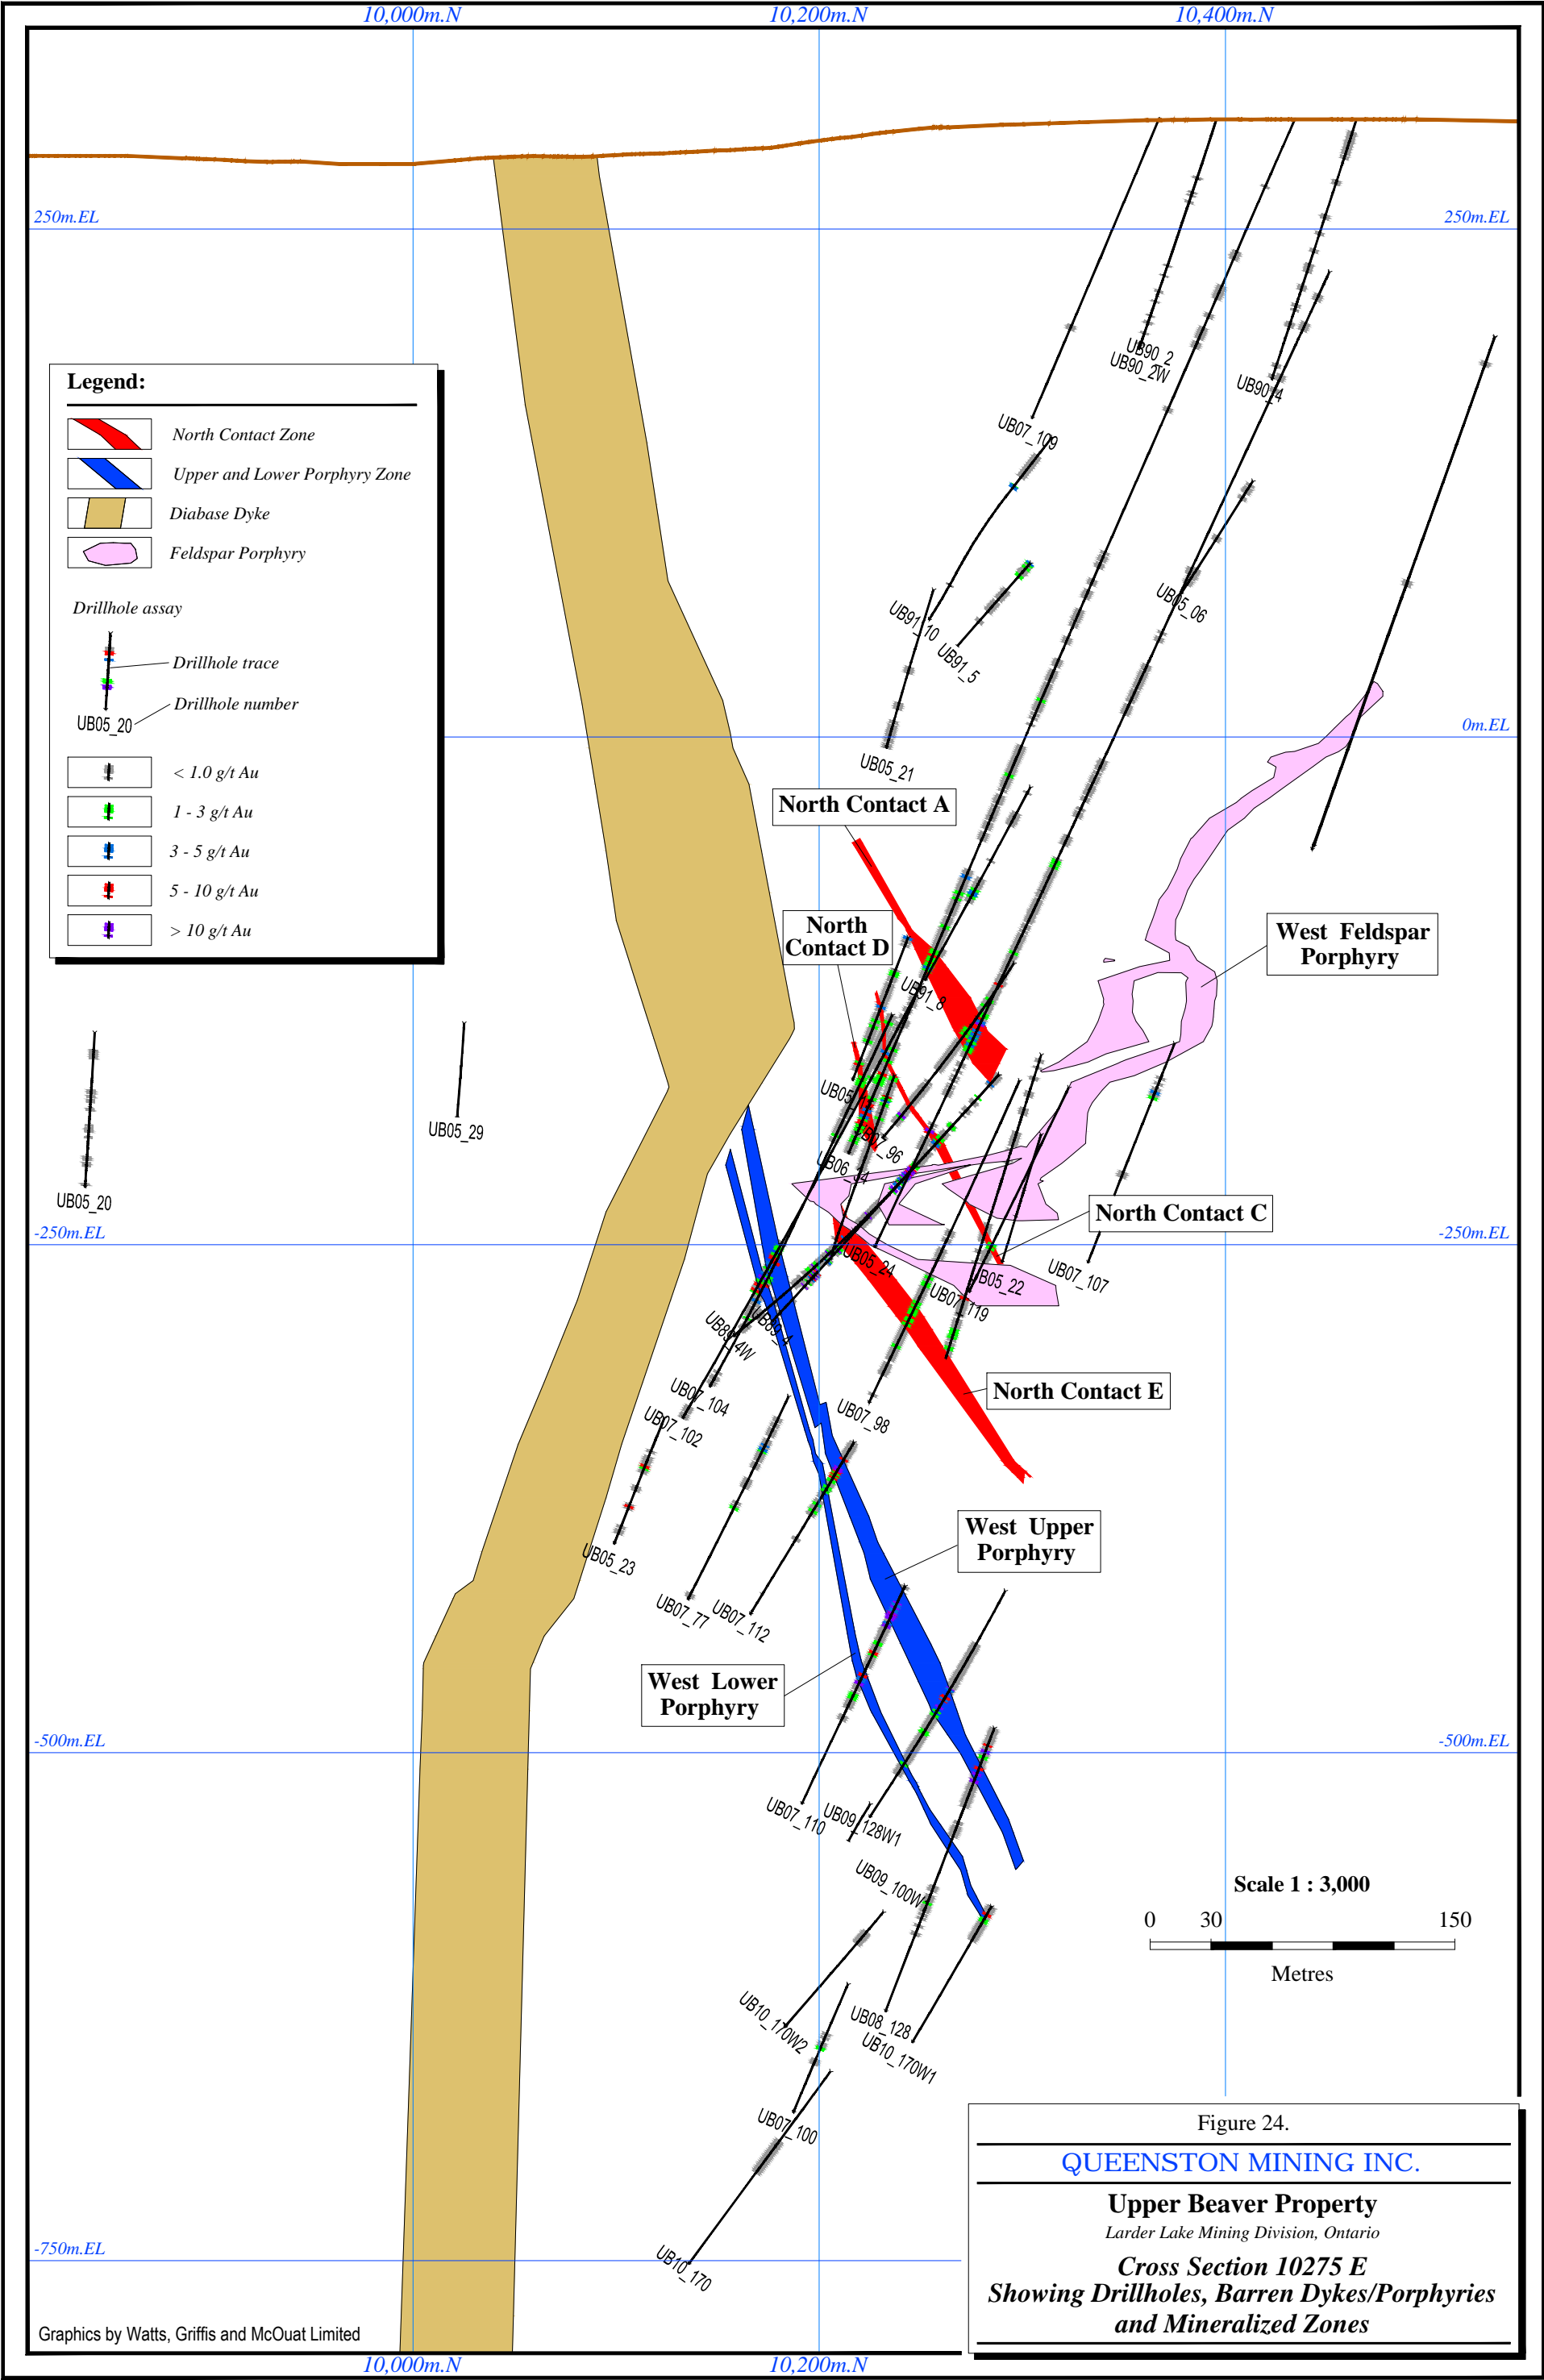 10,000m.N
10,200m.N
10,400m.N
250m.EL
250m.EL
UB90_2
UB90_2W
UB90_4
UB07_109
Legend:
North Contact Zone
Upper and Lower Porphyry Zone
Diabase Dyke
Feldspar Porphyry
Drillhole assay
Drillhole trace
Drillhole number
UB05_20
< 1.0 g/t Au
1 - 3 g/t Au
3 - 5 g/t Au
5 - 10 g/t Au
> 10 g/t Au
UB05_06
UB91_10
UB91_5
UB05_21
0m.EL
North Contact A
North
Contact D
West Feldspar
Porphyry
UB91_8
UB05_
UB07_96
UB06_34
UB05_29
UB05_20
North Contact C
-250m.EL
-250m.EL
UB05_24
UB05_22
UB07_107
UB07_119
UB89_4
UB89_4W
UB07_104
UB07_102
UB07_98
North Contact E
UB05_23
UB07_77
UB07_112
West Upper
Porphyry
West Lower
Porphyry
-500m.EL
-500m.EL
UB07_110
UB09_128W1
UB09_100W
Scale 1 : 3,000
0 30 150
Metres
UB10_170W2
UB08_128
UB10_170W1
UB07_100
UB10_170
-750m.EL
Figure 24.
QUEENSTON MINING INC.
Upper Beaver Property
Larder Lake Mining Division, Ontario
Cross Section 10275 E
Showing Drillholes, Barren Dykes/Porphyries
and Mineralized Zones
Graphics by Watts, Griffis and McOuat Limited
10,000m.N
10,200m.N